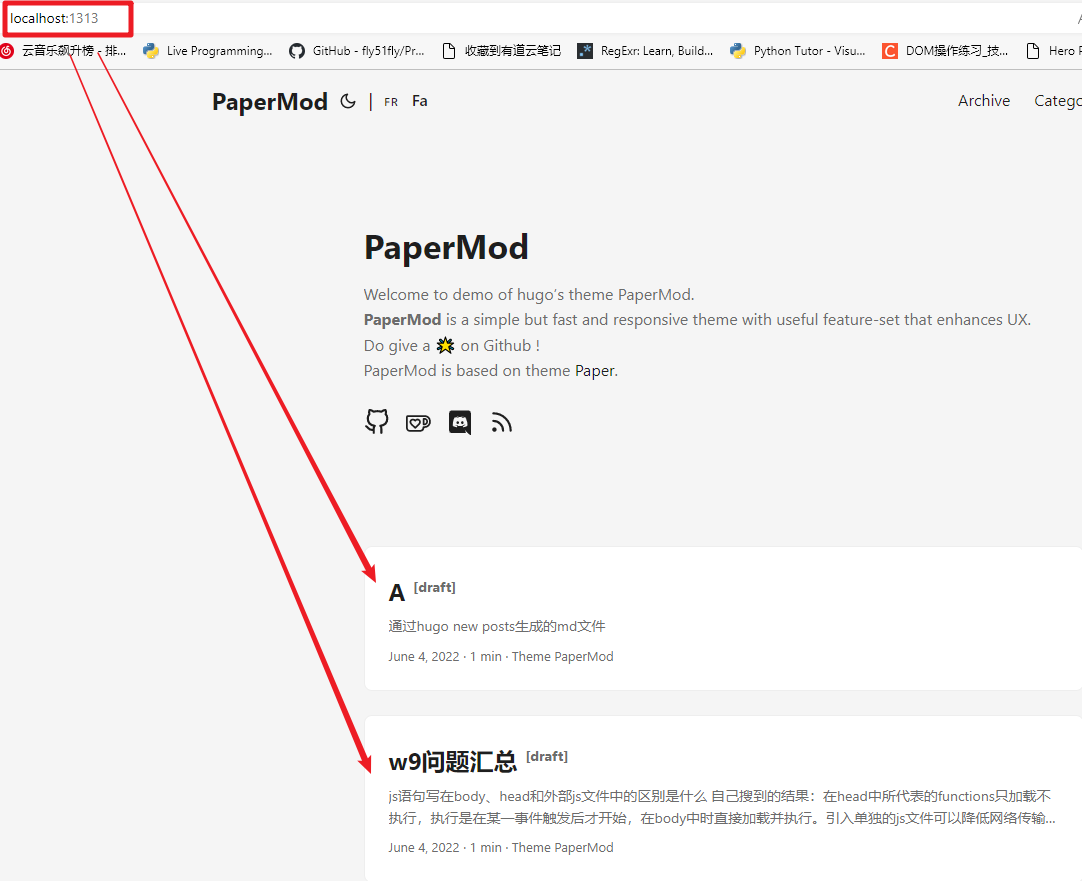 localhost:1313
云音乐飙升榜 - 排... Live Programming... GitHub - fly51fly/Pr... 收藏到有道云笔记 RegExr: Learn, Build... Python Tutor - Visu... DOM操作练习_技... Hero
PaperMod | FR Fa Archive Catego
PaperMod
Welcome to demo of hugo's theme PaperMod.
PaperMod is a simple but fast and responsive theme with useful feature-set that enhances UX.
Do give a 🌟 on Github !
PaperMod is based on theme Paper.
A [draft]
通过hugo new posts生成的md文件
June 4, 2022 · 1 min · Theme PaperMod
w9问题汇总 [draft]
js语句写在body、head和外部js文件中的区别是什么 自己搜到的结果：在head中所代表的functions只加载不
执行，执行是在某一事件触发后才开始，在body中时直接加载并执行。引入单独的js文件可以降低网络传输...
June 4, 2022 · 1 min · Theme PaperMod